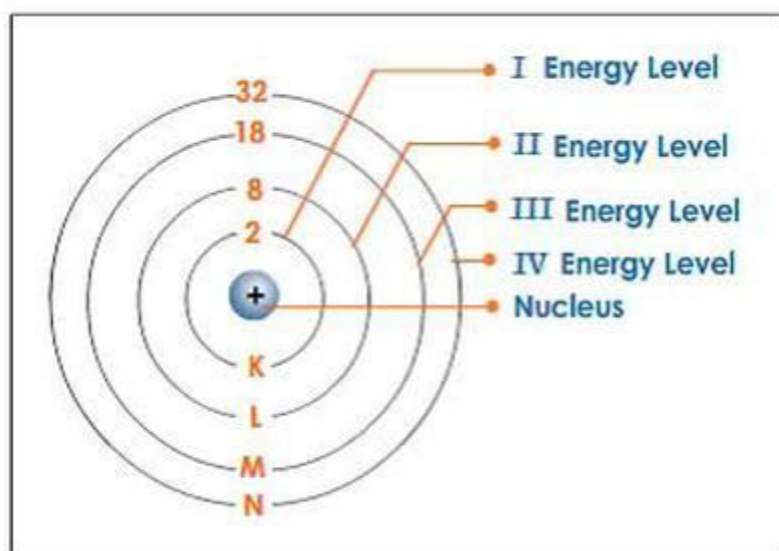 32
18
8
2
+
K
L
M
N
I Energy Level
II Energy Level
III Energy Level
IV Energy Level
Nucleus